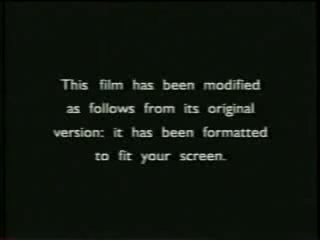 This film has been modified
as follows from its original
version: it has been formatted
to fit your screen.